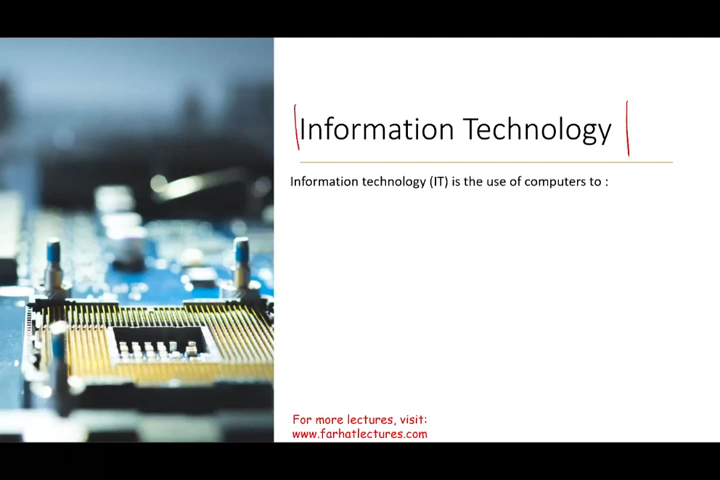 Information Technology
Information technology (IT) is the use of computers to :
For more lectures, visit:
www.farhatlectures.com